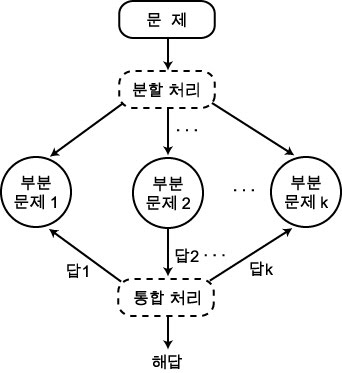 문 제
분할 처리
· · ·
부분
문제 1
부분
문제 2
· · ·
부분
문제 k
답1
답2 · · ·
답k
통합 처리
해답